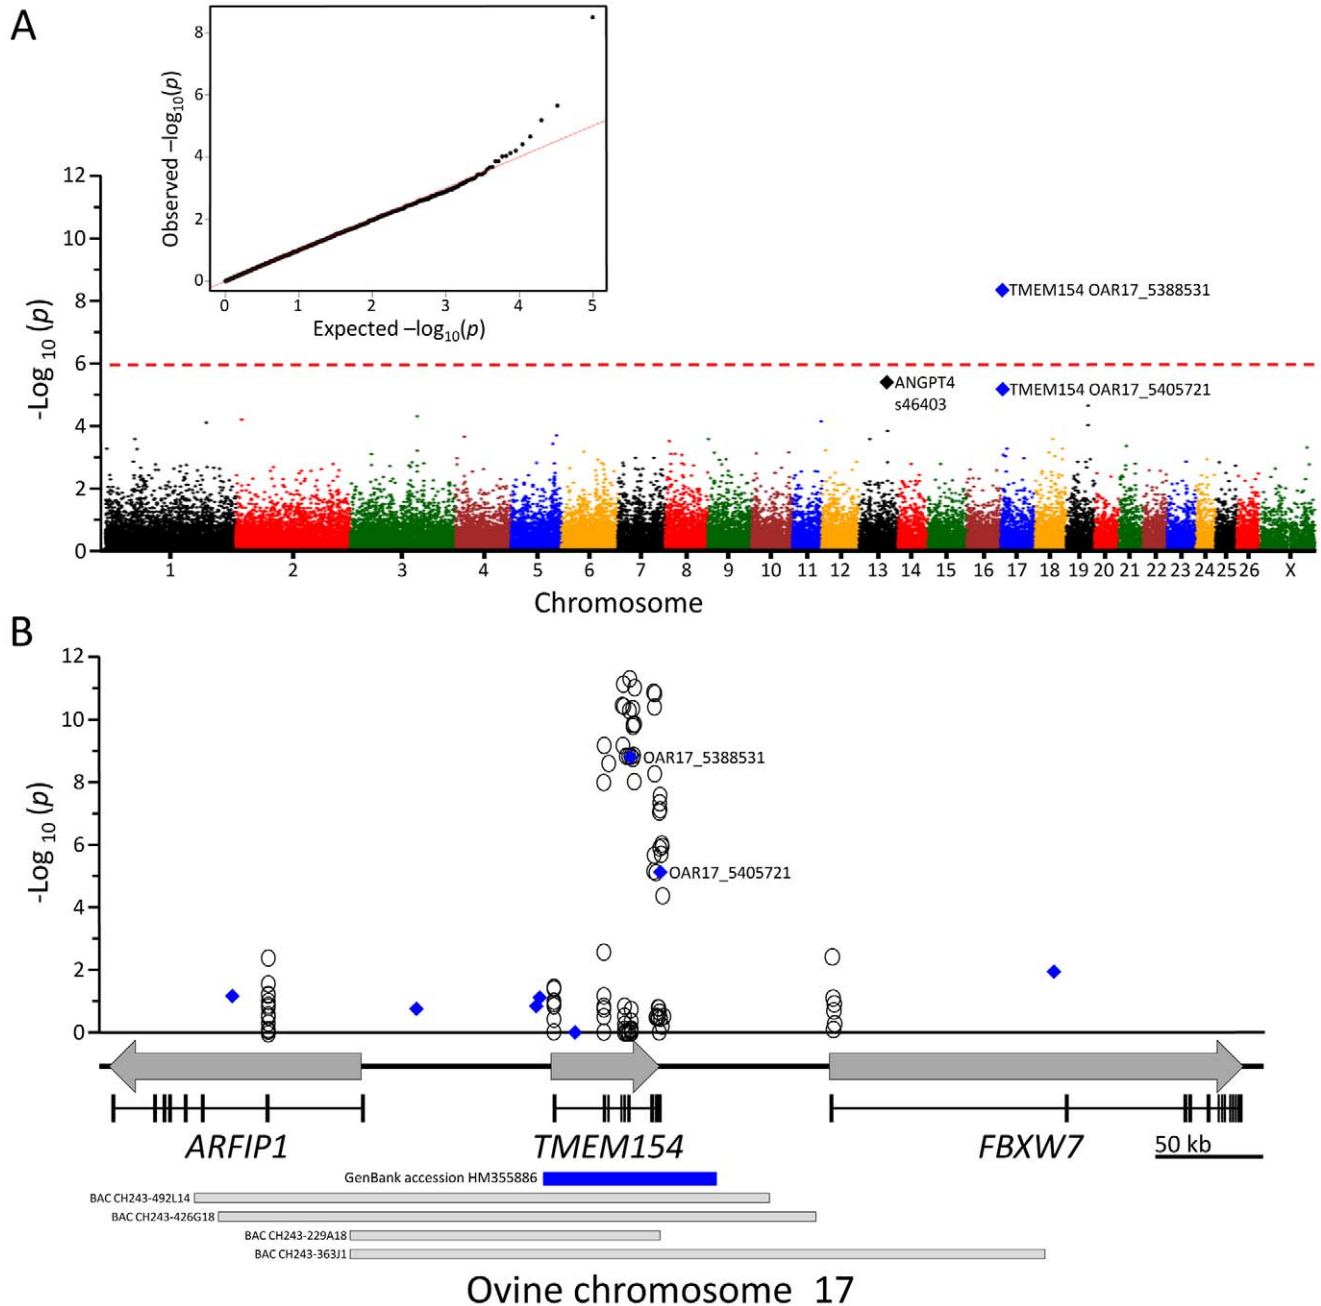 A
Observed –log10(p)
8
6
4
2
0
0 1 2 3 4 5
Expected –log10(p)
-Log 10 (p)
12
10
8
6
4
2
0
TMEM154 OAR17_5388531
ANGPT4
s46403
TMEM154 OAR17_5405721
1 2 3 4 5 6 7 8 9 10 11 12 13 14 15 16 17 18 19 20 21 22 23 24 25 26 X
Chromosome
B
-Log 10 (p)
12
10
8
6
4
2
0
OAR17_5388531
OAR17_5405721
ARFIP1 TMEM154 FBXW7
50 kb
GenBank accession HM355886
BAC CH243-492L14
BAC CH243-426G18
BAC CH243-229A18
BAC CH243-363J1
Ovine chromosome 17